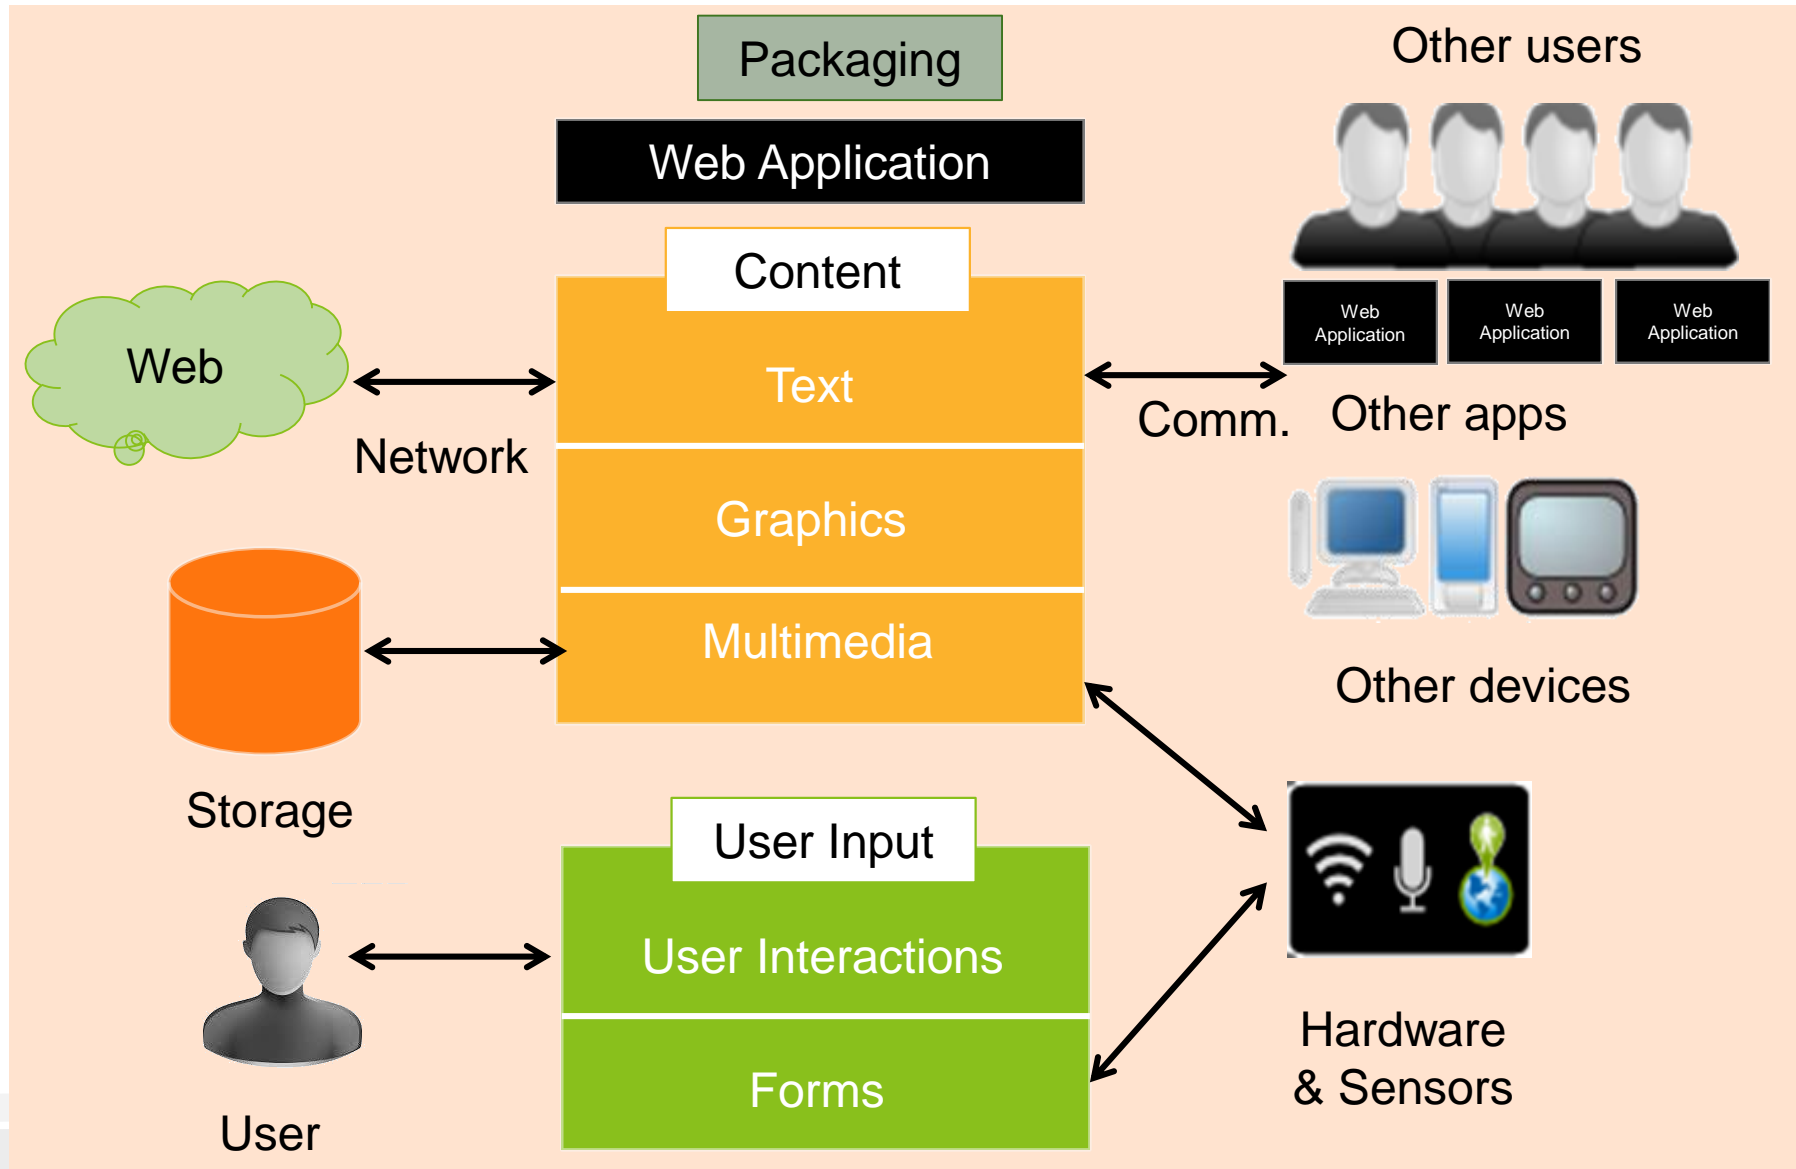 Packaging
Other users
Web Application
Content
Web
Application
Web
Application
Web
Application
Web
Text
Comm.
Other apps
Network
Graphics
Multimedia
Other devices
Storage
User Input
User Interactions
Hardware
& Sensors
Forms
User